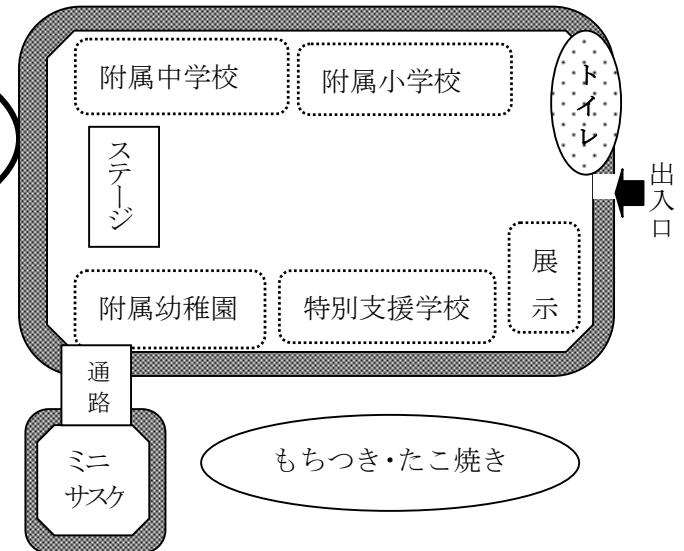 附属中学校
附属小学校
トイレ
ステージ
出入口
展示
附属幼稚園
特別支援学校
通路
ミニ
サスケ
もちつき・たこ焼き